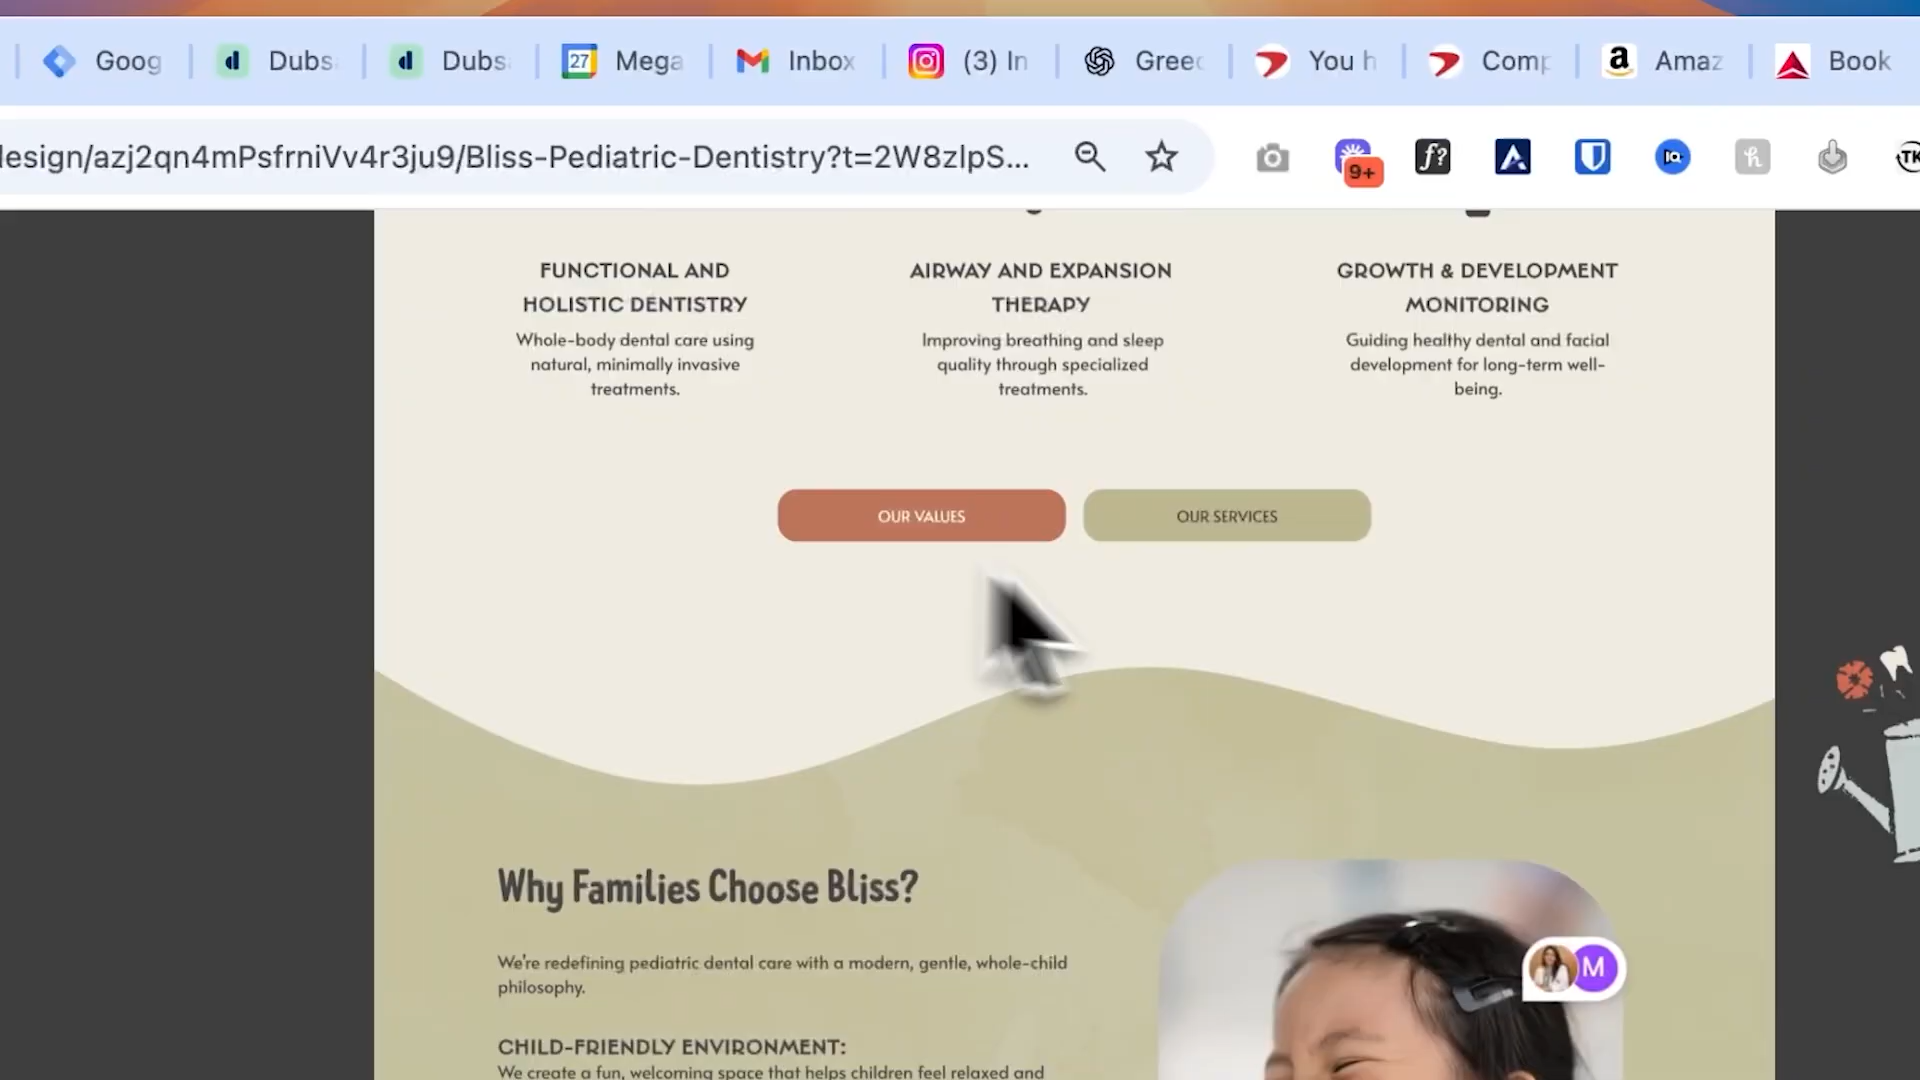 Goog
Dubs
Dubs
27
Mega
Inbox
(3) In
Gree
You h
Comp
a
Amaz
Book
design/azj2qn4mPsfrniVv4r3ju9/Bliss-Pediatric-Dentistry?t=2W8zlpS...
9+
f?
h
FUNCTIONAL AND
HOLISTIC DENTISTRY
Whole-body dental care using
natural, minimally invasive
treatments.
AIRWAY AND EXPANSION
THERAPY
Improving breathing and sleep
quality through specialized
treatments.
GROWTH & DEVELOPMENT
MONITORING
Guiding healthy dental and facial
development for long-term well-
being.
OUR VALUES
OUR SERVICES
Why Families Choose Bliss?
We're redefining pediatric dental care with a modern, gentle, whole-child
philosophy.
M
CHILD-FRIENDLY ENVIRONMENT:
We create a fun, welcoming space that helps children feel relaxed and